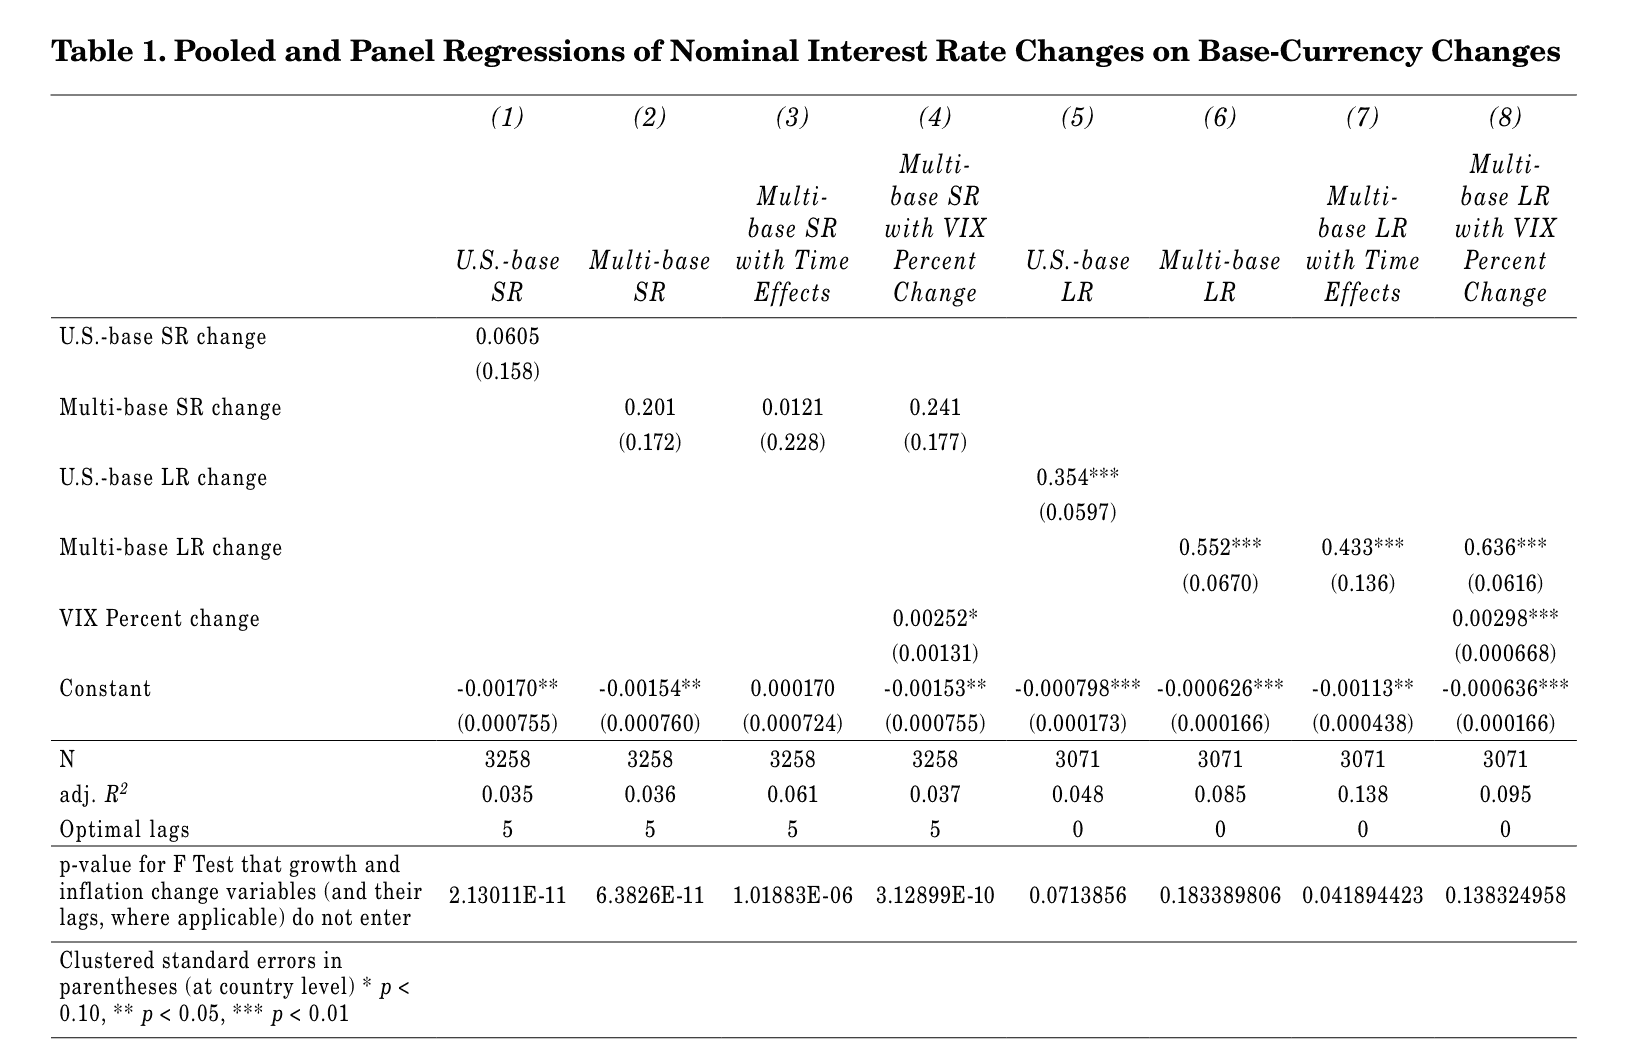 Table 1. Pooled and Panel Regressions of Nominal Interest Rate Changes on Base-Currency Changes
(1) (2) (3) (4) (5) (6) (7) (8)
Multi- Multi-
Multi- base SR Multi- base LR
base SR with VIX base LR with VIX
U.S.-base Multi-base with Time Percent U.S.-base Multi-base with Time Percent
SR SR Effects Change LR LR Effects Change
U.S.-base SR change 0.0605
(0.158)
Multi-base SR change 0.201 0.0121 0.241
(0.172) (0.228) (0.177)
U.S.-base LR change 0.354***
(0.0597)
Multi-base LR change 0.552*** 0.433*** 0.636***
(0.0670) (0.136) (0.0616)
VIX Percent change 0.00252* 0.00298***
(0.00131) (0.000668)
Constant -0.00170** -0.00154** 0.000170 -0.00153** -0.000798*** -0.000626*** -0.00113** -0.000636***
(0.000755) (0.000760) (0.000724) (0.000755) (0.000173) (0.000166) (0.000438) (0.000166)
N 3258 3258 3258 3258 3071 3071 3071 3071
adj. R² 0.035 0.036 0.061 0.037 0.048 0.085 0.138 0.095
Optimal lags 5 5 5 5 0 0 0 0
p-value for F Test that growth and
inflation change variables (and their 2.13011E-11 6.3826E-11 1.01883E-06 3.12899E-10 0.0713856 0.183389806 0.041894423 0.138324958
lags, where applicable) do not enter
Clustered standard errors in
parentheses (at country level) * p <
0.10, ** p < 0.05, *** p < 0.01